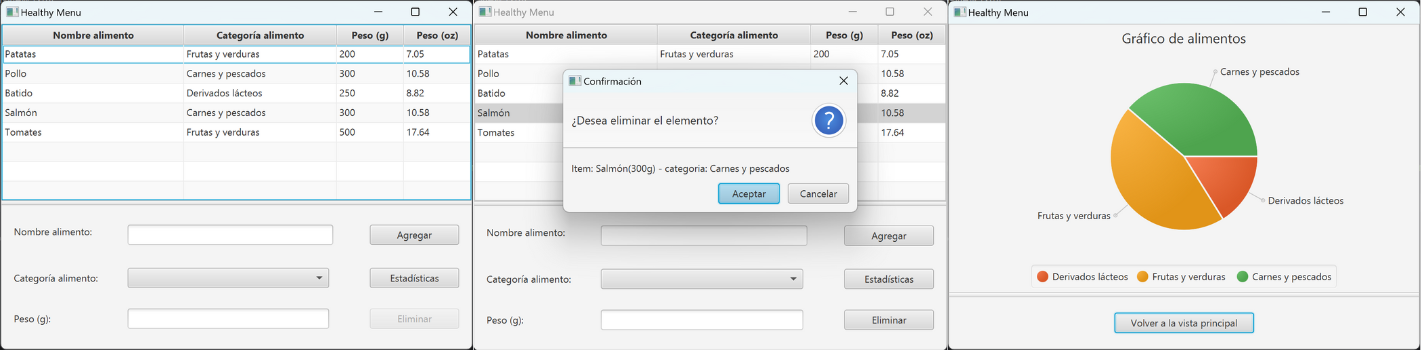 Healthy Menu
Nombre alimento Categoría alimento Peso (g) Peso (oz)
Patatas Frutas y verduras 200 7.05
Pollo Carnes y pescados 300 10.58
Batido Derivados lácteos 250 8.82
Salmón Carnes y pescados 300 10.58
Tomates Frutas y verduras 500 17.64
Nombre alimento: Agregar
Categoría alimento: Estadísticas
Peso (g): Eliminar
Healthy Menu
Nombre alimento Categoría alimento Peso (g) Peso (oz)
Patatas Frutas y verduras 200 7.05
Pollo 10.58
Batido 8.82
Salmón 10.58
Tomates 17.64
Confirmación
¿Desea eliminar el elemento?
Item: Salmón(300g) - categoria: Carnes y pescados
Aceptar Cancelar
Nombre alimento: Agregar
Categoría alimento: Estadísticas
Peso (g): Eliminar
Healthy Menu
Gráfico de alimentos
Carnes y pescados
Derivados lácteos
Frutas y verduras
Derivados lácteos Frutas y verduras Carnes y pescados
Volver a la vista principal